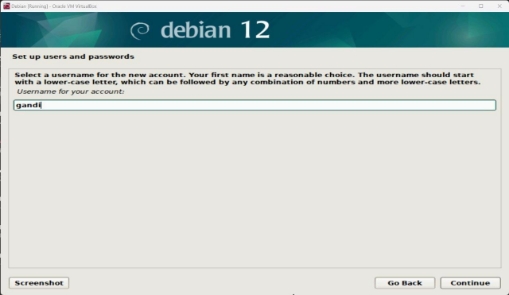 Debian [Running] - Oracle VM VirtualBox
debian 12
Set up users and passwords
Select a username for the new account. Your first name is a reasonable choice. The username should start
with a lower-case letter, which can be followed by any combination of numbers and more lower-case letters.
Username for your account:
gandi
Screenshot
Go Back
Continue